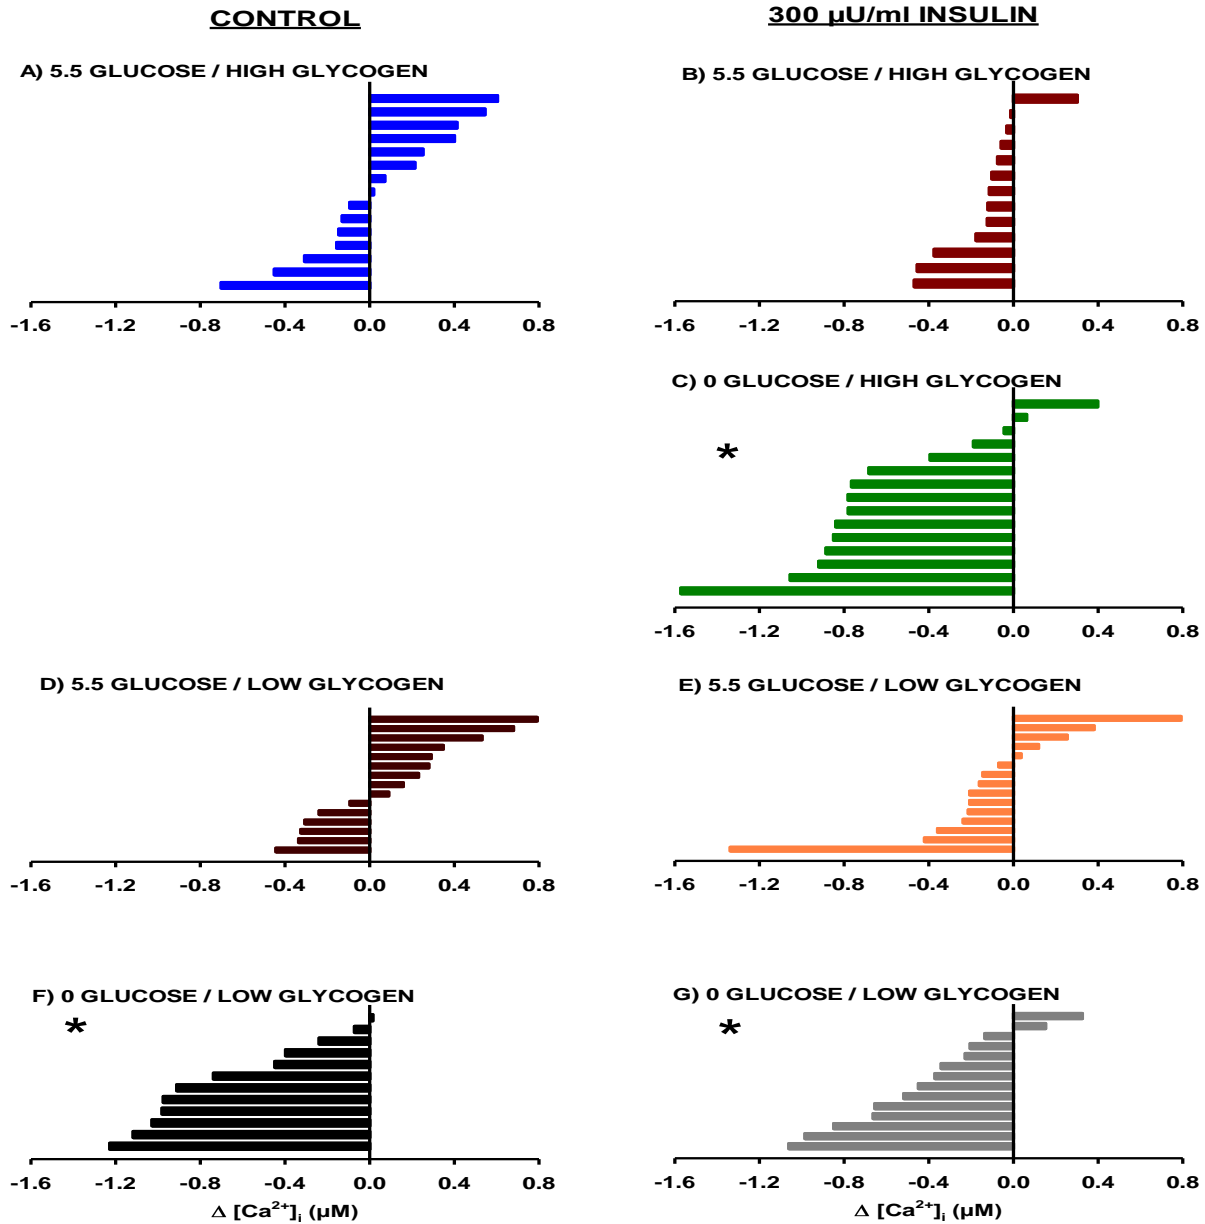 CONTROL
300 µU/ml INSULIN
A) 5.5 GLUCOSE / HIGH GLYCOGEN
B) 5.5 GLUCOSE / HIGH GLYCOGEN
-1.6 -1.2 -0.8 -0.4 0.0 0.4 0.8
-1.6 -1.2 -0.8 -0.4 0.0 0.4 0.8
C) 0 GLUCOSE / HIGH GLYCOGEN
*
-1.6 -1.2 -0.8 -0.4 0.0 0.4 0.8
D) 5.5 GLUCOSE / LOW GLYCOGEN
E) 5.5 GLUCOSE / LOW GLYCOGEN
-1.6 -1.2 -0.8 -0.4 0.0 0.4 0.8
-1.6 -1.2 -0.8 -0.4 0.0 0.4 0.8
F) 0 GLUCOSE / LOW GLYCOGEN
*
G) 0 GLUCOSE / LOW GLYCOGEN
*
-1.6 -1.2 -0.8 -0.4 0.0 0.4 0.8
Δ [Ca²⁺]ᵢ (µM)
-1.6 -1.2 -0.8 -0.4 0.0 0.4 0.8
Δ [Ca²⁺]ᵢ (µM)